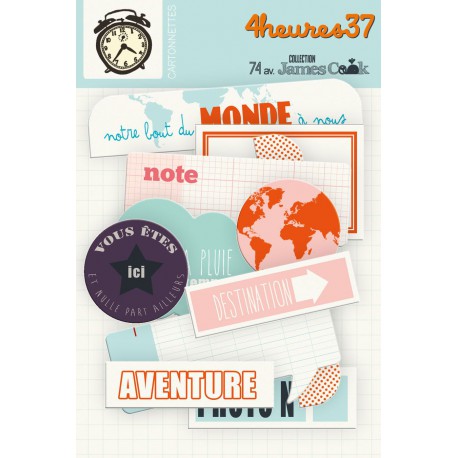 CARTONNETTES
4heures37
COLLECTION
74 av. James Cook
MONDE
notre bout du à nous
note
VOUS ÊTES
ici
ET NULLE PART AILLEURS
PLUIE
DESTINATION
AVENTURE
PHOTO N